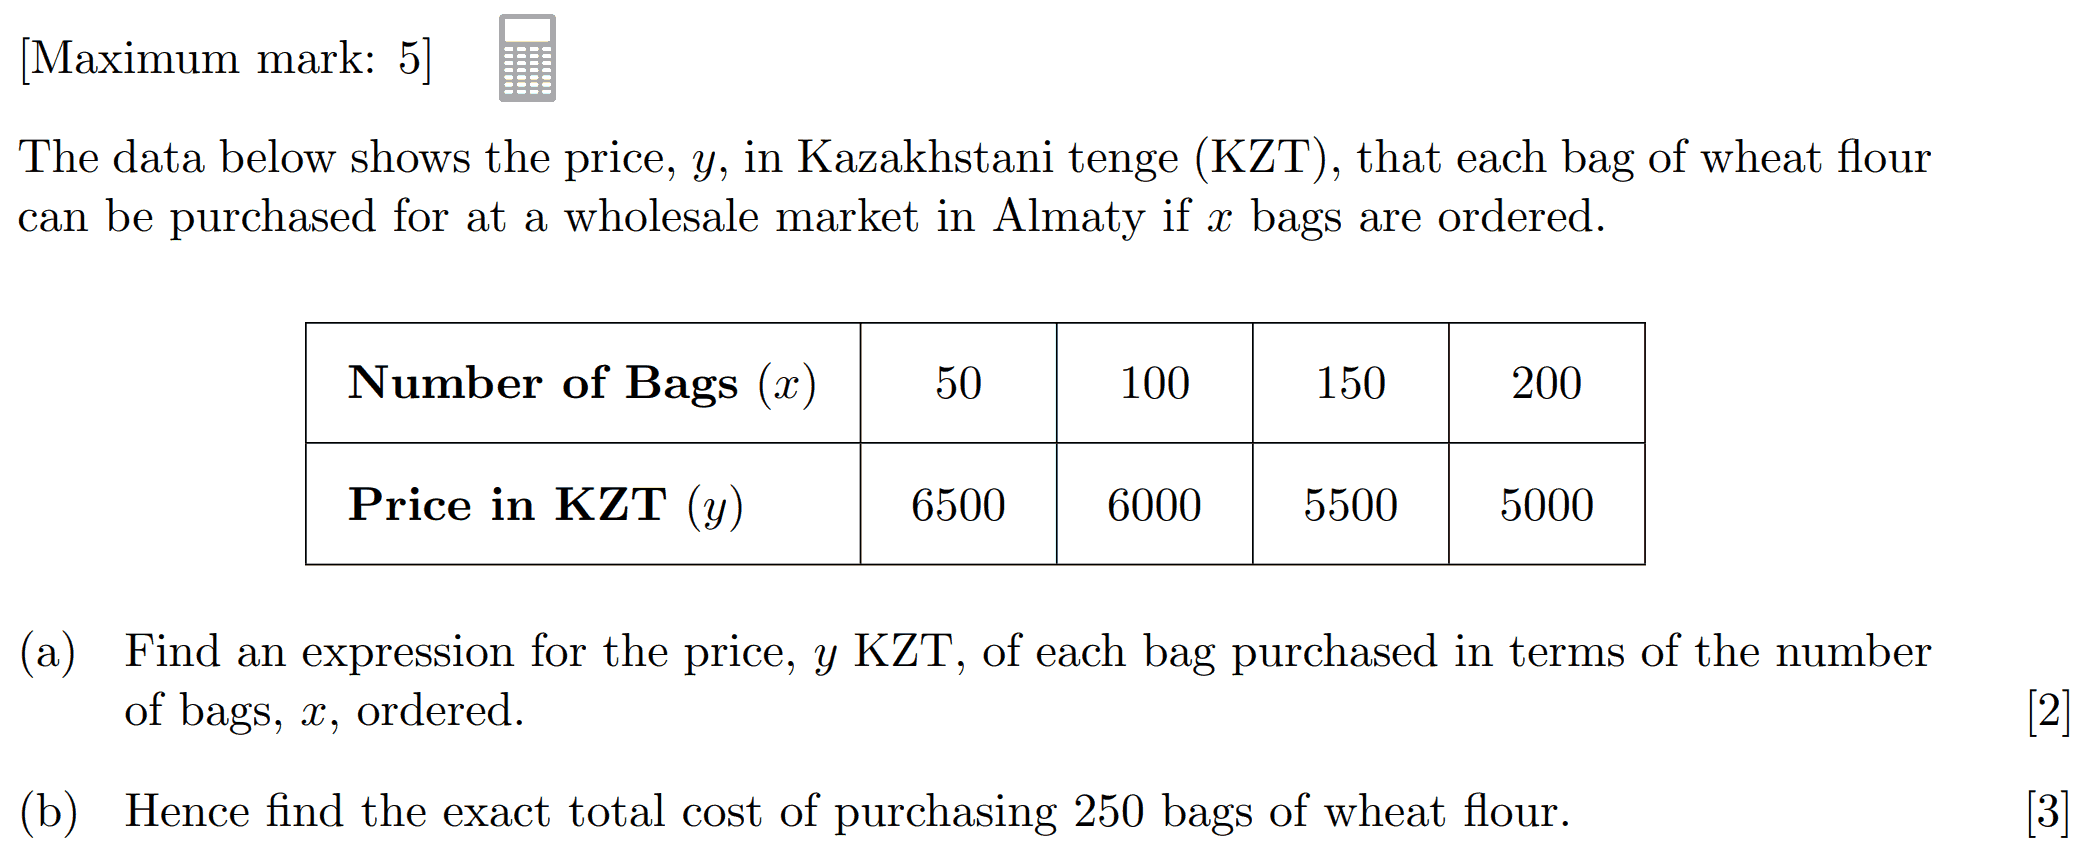 [Maximum mark: 5]
The data below shows the price, y, in Kazakhstani tenge (KZT), that each bag of wheat flour
can be purchased for at a wholesale market in Almaty if x bags are ordered.
Number of Bags (x) 50 100 150 200
Price in KZT (y) 6500 6000 5500 5000
(a) Find an expression for the price, y KZT, of each bag purchased in terms of the number
of bags, x, ordered. [2]
(b) Hence find the exact total cost of purchasing 250 bags of wheat flour. [3]